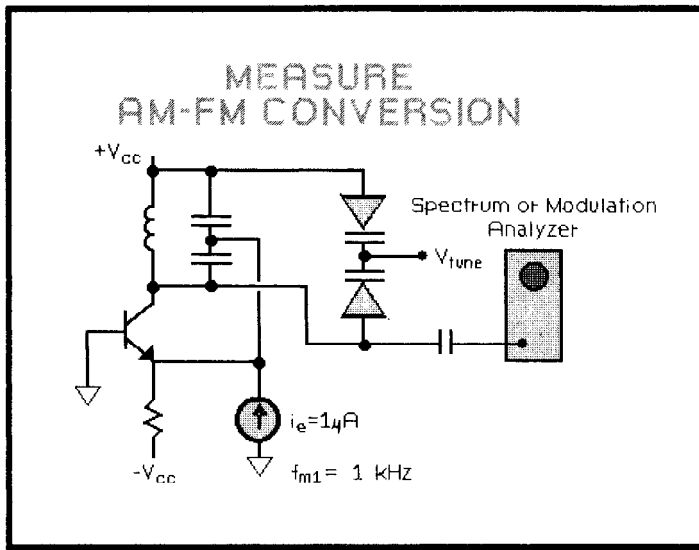 MEASURE
AM-FM CONVERSION
+Vcc
Spectrum or Modulation
Analyzer
Vtune
ie=1μA
-Vcc
fm1= 1 kHz